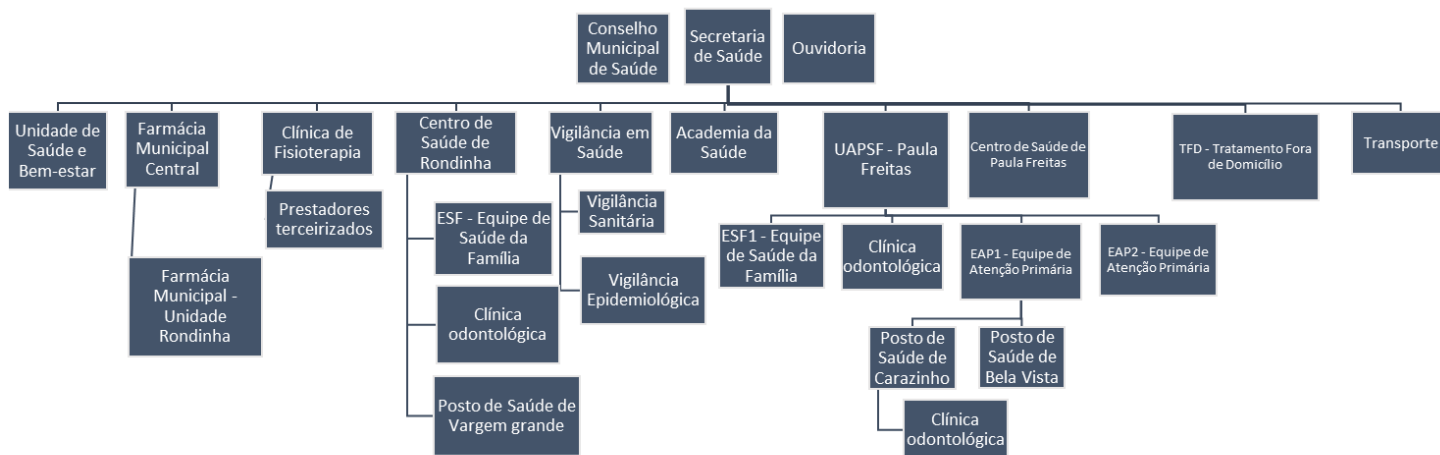 Conselho
Municipal
de Saúde
Secretaria
de Saúde
Ouvidoria
Unidade de
Saúde e
Bem-estar
Farmácia
Municipal
Central
Clínica de
Fisioterapia
Centro de
Saúde de
Rondinha
Vigilância em
Saúde
Academia da
Saúde
UAPSF - Paula
Freitas
Centro de Saúde de
Paula Freitas
TFD - Tratamento Fora
de Domicílio
Transporte
Prestadores
terceirizados
Farmácia
Municipal -
Unidade
Rondinha
ESF - Equipe de
Saúde da
Família
Clínica
odontológica
Posto de Saúde de
Vargem grande
Vigilância
Sanitária
Vigilância
Epidemiológica
ESF1 - Equipe
de Saúde da
Família
Clínica
odontológica
EAP1 - Equipe de
Atenção Primária
EAP2 - Equipe de
Atenção Primária
Posto de
Saúde de
Carazinho
Posto de
Saúde de
Bela Vista
Clínica
odontológica